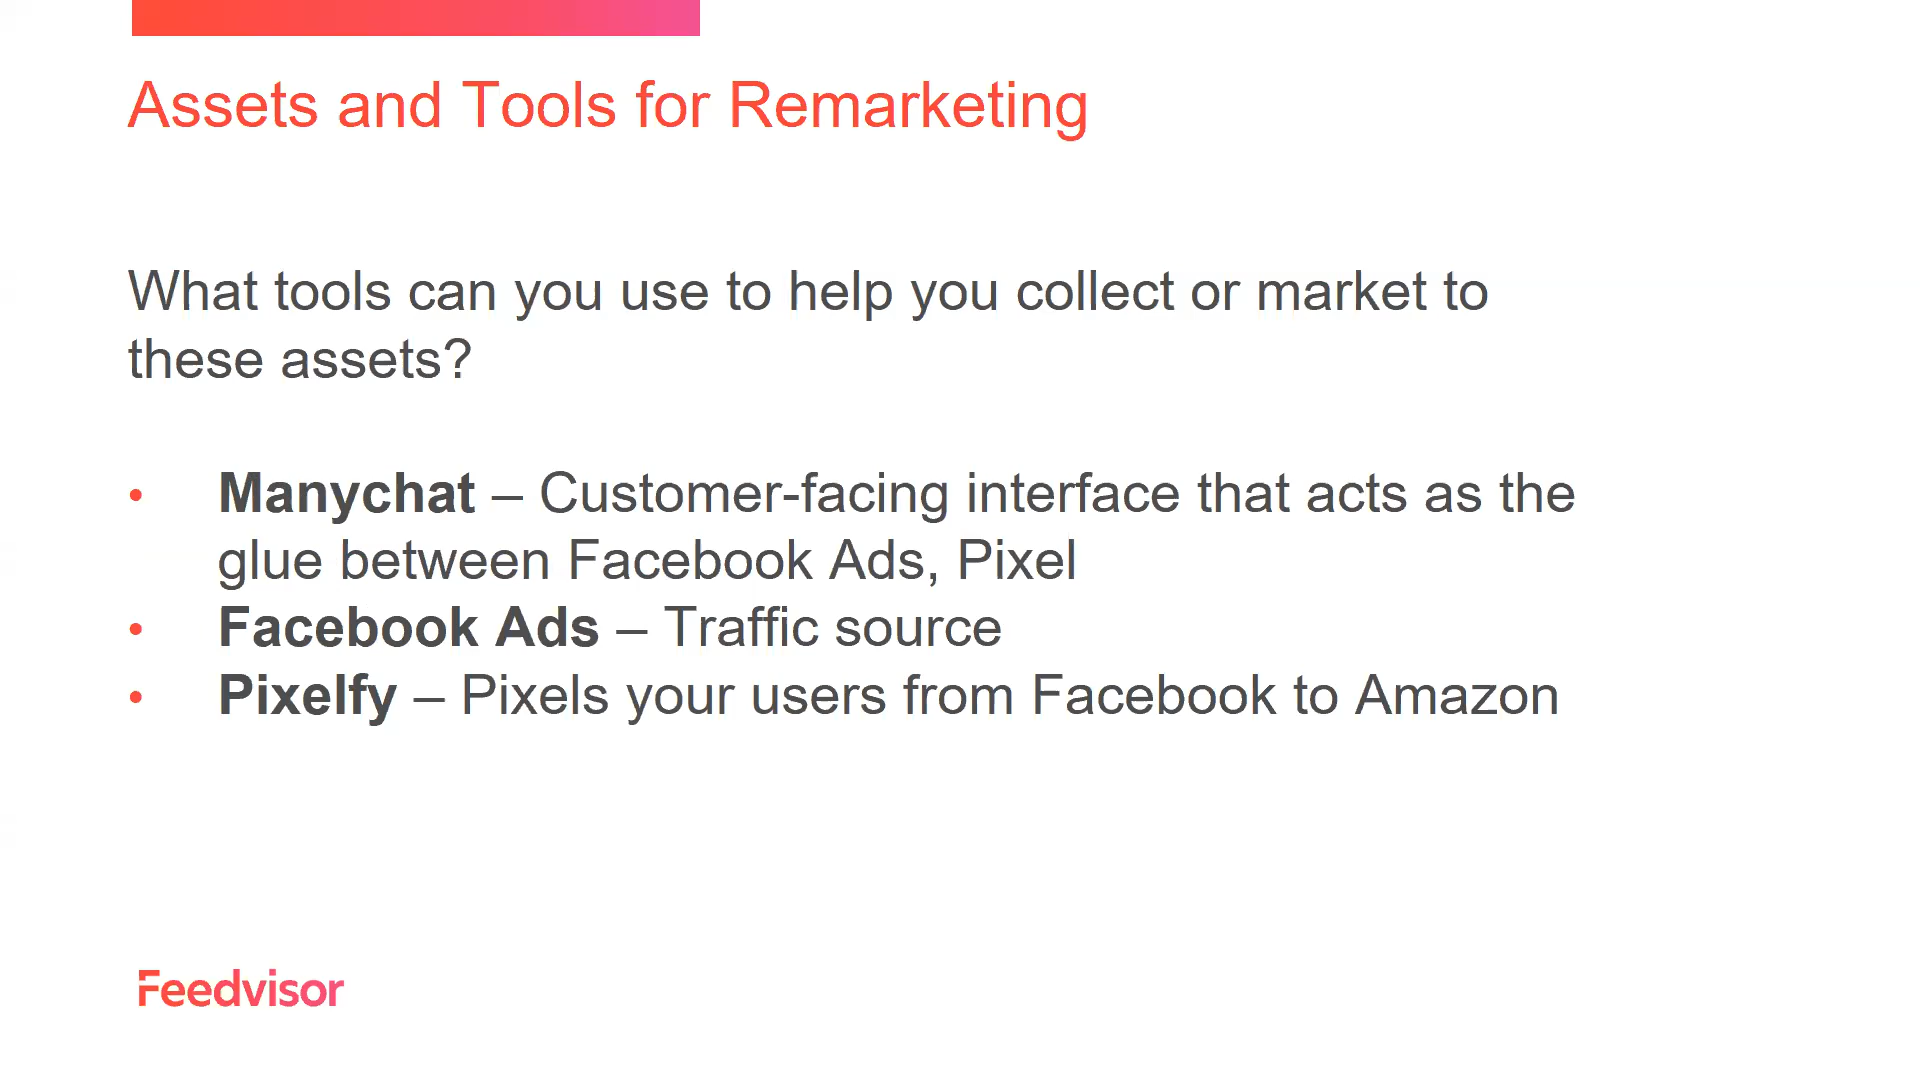 Assets and Tools for Remarketing
What tools can you use to help you collect or market to
these assets?
• Manychat – Customer-facing interface that acts as the
glue between Facebook Ads, Pixel
• Facebook Ads – Traffic source
• Pixelfy – Pixels your users from Facebook to Amazon
Feedvisor